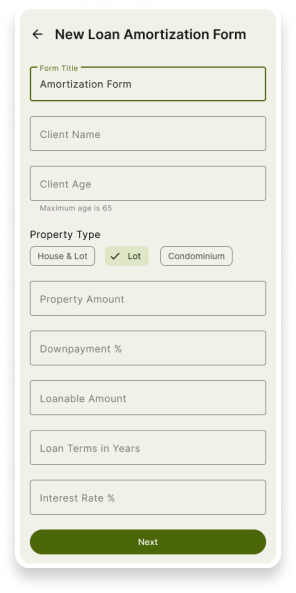 New Loan Amortization Form
Form Title
Amortization Form
Client Name
Client Age
Maximum age is 65
Property Type
House & Lot Lot Condominium
Property Amount
Downpayment %
Loanable Amount
Loan Terms in Years
Interest Rate %
Next